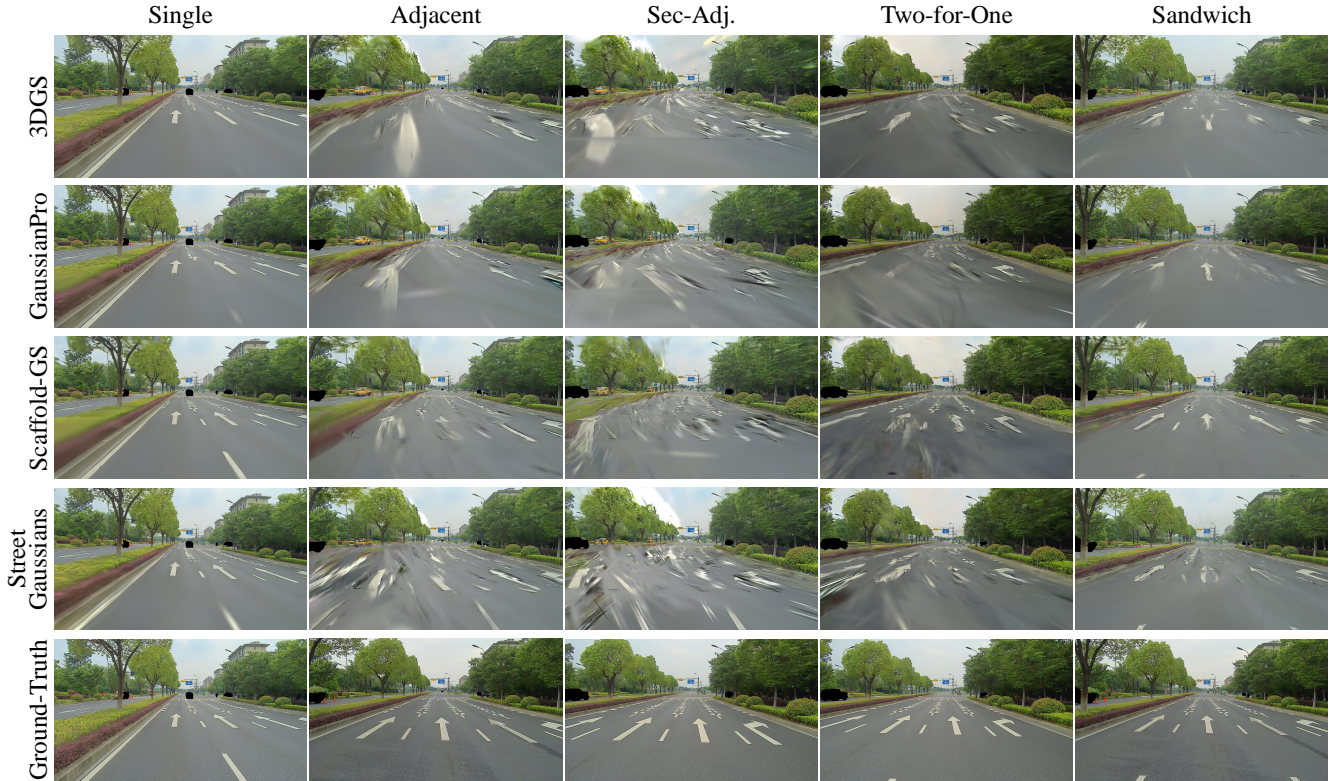 Single Adjacent Sec-Adj. Two-for-One Sandwich
3DGS
GaussianPro
Scaffold-GS
Street
Gaussians
Ground-Truth